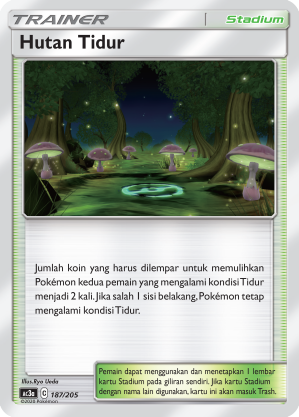 TRAINER Stadium
Hutan Tidur
Jumlah koin yang harus dilempar untuk memulihkan
Pokémon kedua pemain yang mengalami kondisi Tidur
menjadi 2 kali. Jika salah 1 sisi belakang, Pokémon tetap
mengalami kondisi Tidur.
Illus. Ryo Ueda
Pemain dapat menggunakan dan menetapkan 1 lembar
kartu Stadium pada giliran sendiri. Jika kartu Stadium
dengan nama lain digunakan, kartu ini akan masuk Trash.
ac3a C 187/205
©2020 Pokémon